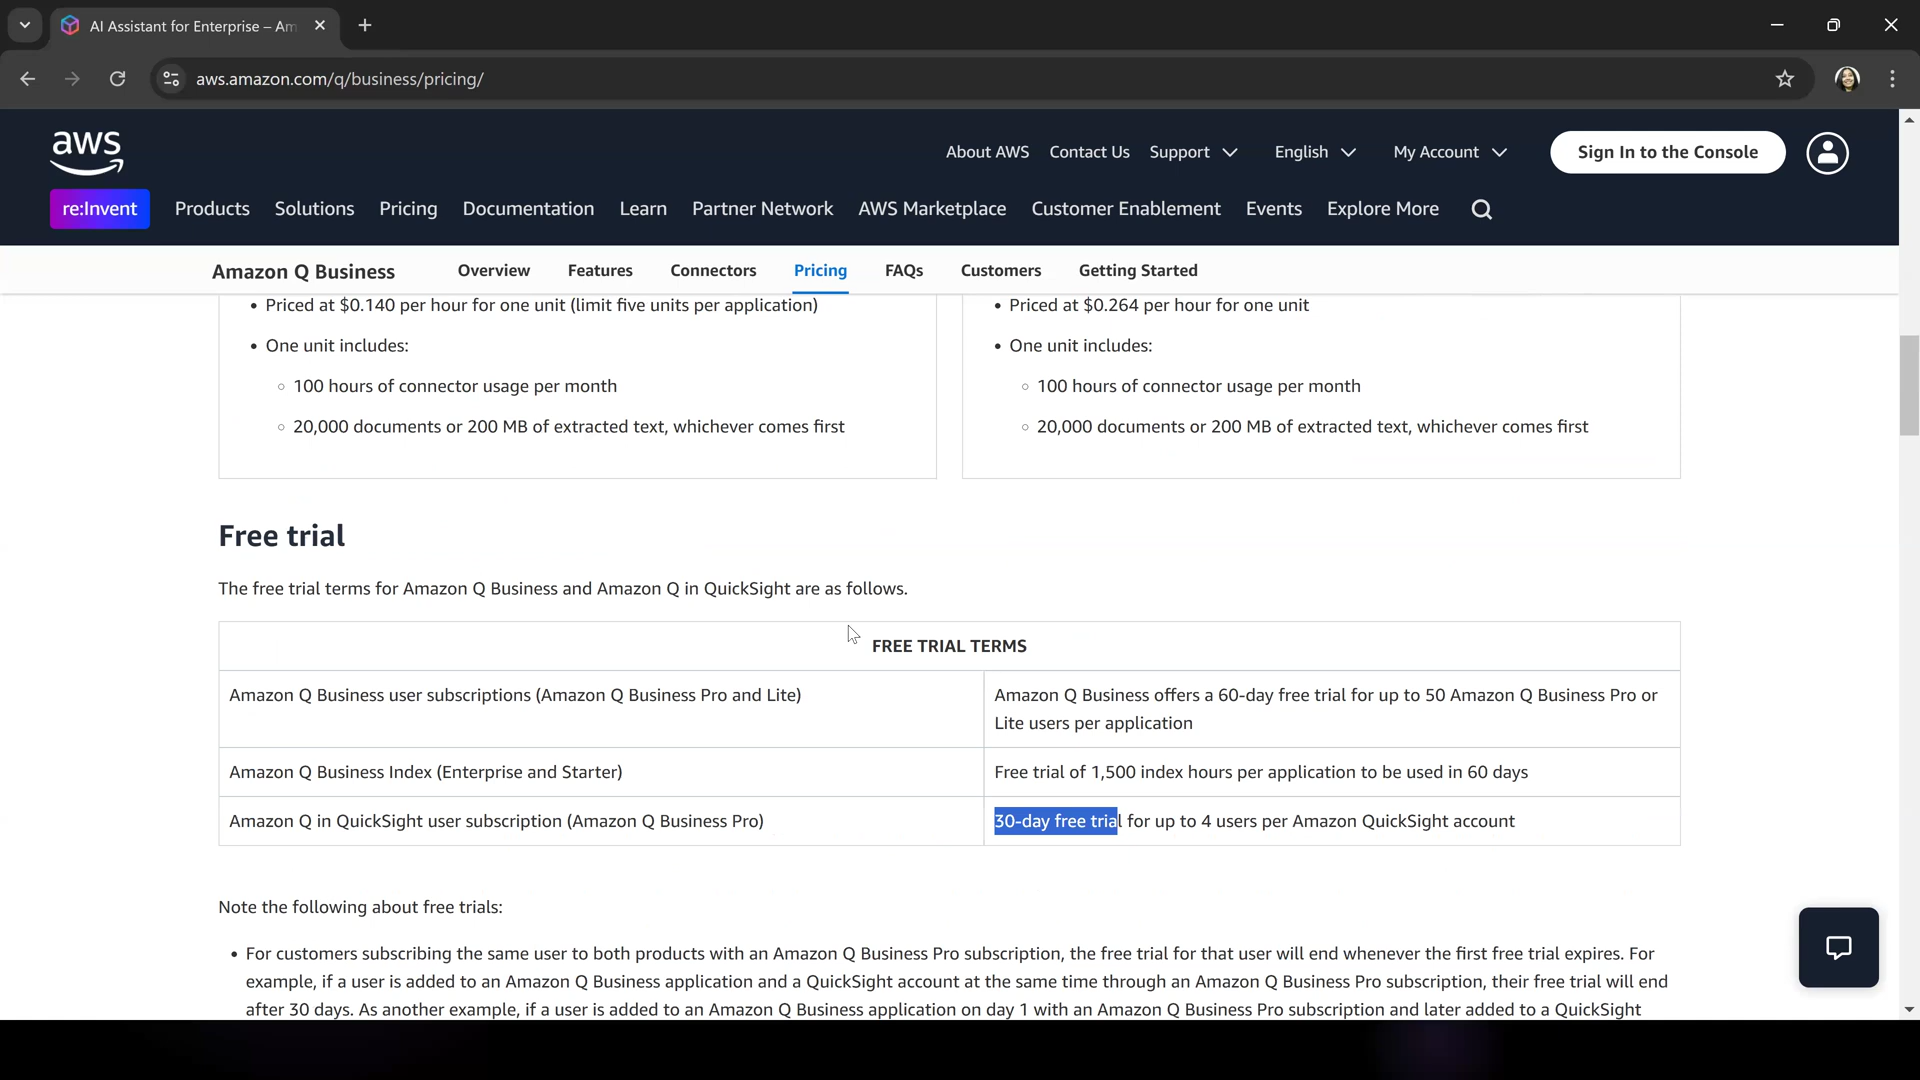 AI Assistant for Enterprise – Am
aws.amazon.com/q/business/pricing/
aws
About AWS
Contact Us
Support
English
My Account
Sign In to the Console
re:Invent
Products
Solutions
Pricing
Documentation
Learn
Partner Network
AWS Marketplace
Customer Enablement
Events
Explore More
Amazon Q Business
Overview
Features
Connectors
Pricing
FAQs
Customers
Getting Started
• Priced at $0.140 per hour for one unit (limit five units per application)
• One unit includes:
◦ 100 hours of connector usage per month
◦ 20,000 documents or 200 MB of extracted text, whichever comes first
• Priced at $0.264 per hour for one unit
• One unit includes:
◦ 100 hours of connector usage per month
◦ 20,000 documents or 200 MB of extracted text, whichever comes first
Free trial
The free trial terms for Amazon Q Business and Amazon Q in QuickSight are as follows.
FREE TRIAL TERMS
Amazon Q Business user subscriptions (Amazon Q Business Pro and Lite)
Amazon Q Business offers a 60-day free trial for up to 50 Amazon Q Business Pro or
Lite users per application
Amazon Q Business Index (Enterprise and Starter)
Free trial of 1,500 index hours per application to be used in 60 days
Amazon Q in QuickSight user subscription (Amazon Q Business Pro)
30-day free trial for up to 4 users per Amazon QuickSight account
Note the following about free trials:
• For customers subscribing the same user to both products with an Amazon Q Business Pro subscription, the free trial for that user will end whenever the first free trial expires. For
example, if a user is added to an Amazon Q Business application and a QuickSight account at the same time through an Amazon Q Business Pro subscription, their free trial will end
after 30 days. As another example, if a user is added to an Amazon Q Business application on day 1 with an Amazon Q Business Pro subscription and later added to a QuickSight